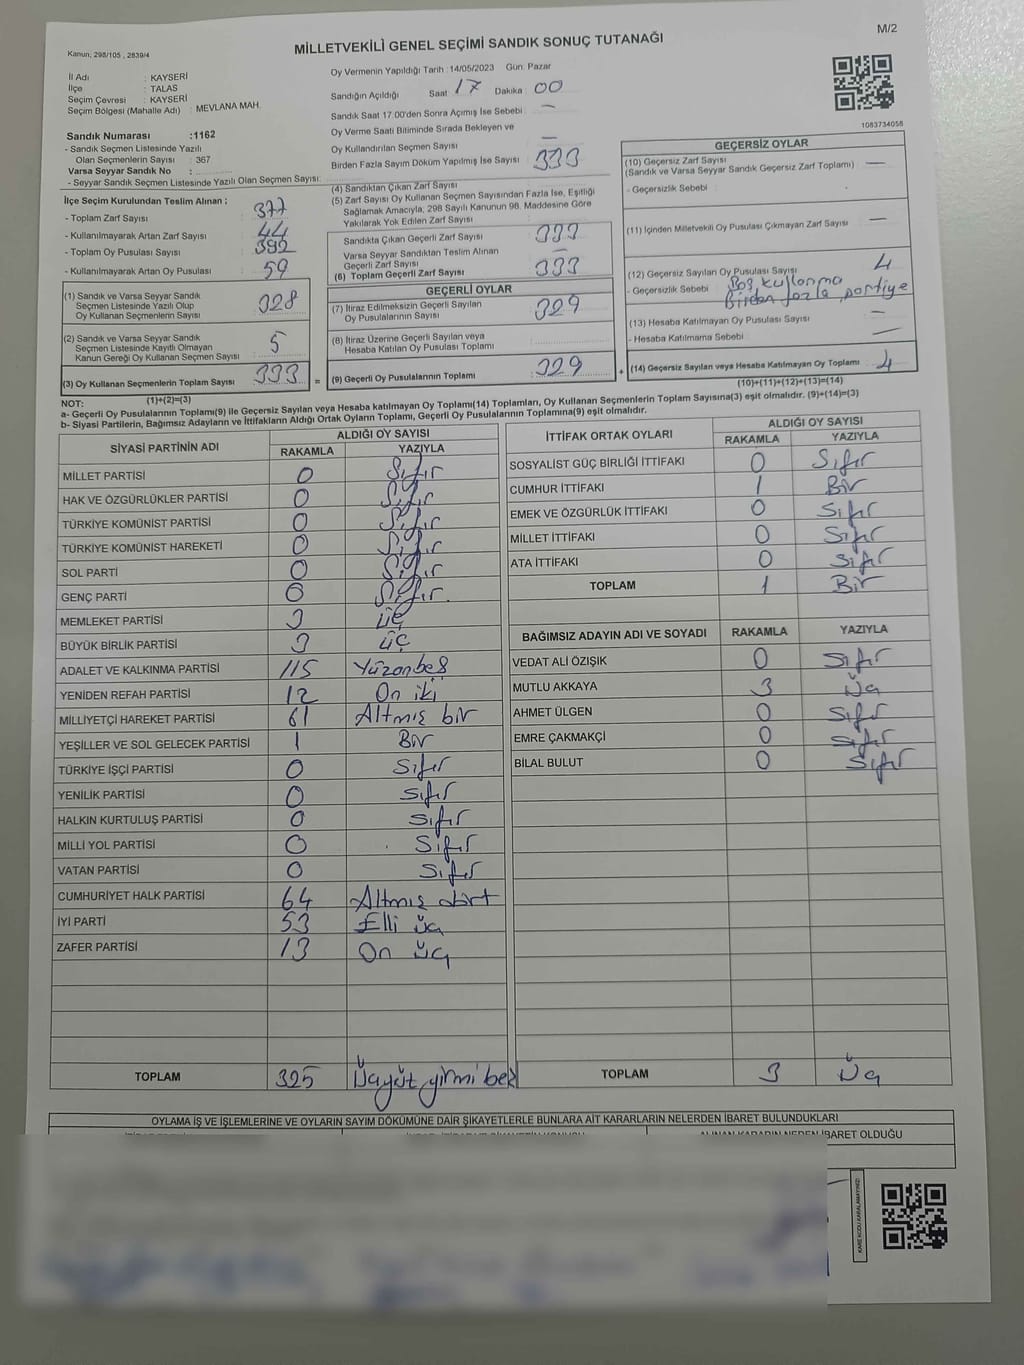 M/2
Kanun; 298/105 , 2839/4
MİLLETVEKİLİ GENEL SEÇİMİ SANDIK SONUÇ TUTANAĞI
İl Adı : KAYSERİ
İlçe : TALAS
Seçim Çevresi : KAYSERİ
Seçim Bölgesi (Mahalle Adı) : MEVLANA MAH.
Sandık Numarası :1162
- Sandık Seçmen Listesinde Yazılı
Olan Seçmenlerin Sayısı : 367
Varsa Seyyar Sandık Oy No :
- Seyyar Sandık Seçmen Listesinde Yazılı Olan Seçmen Sayısı:
Oy Vermenin Yapıldığı Tarih :14/05/2023 Gün: Pazar
Sandığın Açıldığı Saat 17 Dakika 00
Sandık Saat 17.00'den Sonra Açımış İse Sebebi : —
Oy Verme Saati Bitiminde Sırada Bekleyen ve
Oy Kullandırılan Seçmen Sayısı : —
Birden Fazla Sayım Döküm Yapılmış İse Sayısı : 333
1083734058
İlçe Seçim Kurulundan Teslim Alınan ;
- Toplam Zarf Sayısı : 377
- Kullanılmayarak Artan Zarf Sayısı : 44
- Toplam Oy Pusulası Sayısı : 392
- Kullanılmayarak Artan Oy Pusulası : 59
(1) Sandık ve Varsa Seyyar Sandık
Seçmen Listesinde Yazılı Olup
Oy Kullanan Seçmenlerin Sayısı : 328
(2) Sandık ve Varsa Seyyar Sandık
Seçmen Listesinde Kayıtlı Olmayan
Kanun Gereği Oy Kullanan Seçmen Sayısı : 5
(3) Oy Kullanan Seçmenlerin Toplam Sayısı : 333 =
(1)+(2)=(3)
(4) Sandıktan Çıkan Zarf Sayısı
(5) Zarf Sayısı Oy Kullanan Seçmen Sayısından Fazla İse, Eşitliği
Sağlamak Amacıyla, 298 Sayılı Kanunun 98. Maddesine Göre
Yakılarak Yok Edilen Zarf Sayısı :
Sandıkta Çıkan Geçerli Zarf Sayısı : 333
Varsa Seyyar Sandıktan Teslim Alınan
Geçerli Zarf Sayısı : —
(6) Toplam Geçerli Zarf Sayısı : 333
GEÇERLİ OYLAR
(7) İtiraz Edilmeksizin Geçerli Sayılan
Oy Pusulalarının Sayısı : 329
(8) İtiraz Üzerine Geçerli Sayılan veya
Hesaba Katılan Oy Pusulası Toplamı :
(9) Geçerli Oy Pusulalarının Toplamı : 329 +
GEÇERSİZ OYLAR
(10) Geçersiz Zarf Sayısı
(Sandık ve Varsa Seyyar Sandık Geçersiz Zarf Toplamı) : —
- Geçersizlik Sebebi :
(11) İçinden Milletvekili Oy Pusulası Çıkmayan Zarf Sayısı : —
(12) Geçersiz Sayılan Oy Pusulası Sayısı : 4
- Geçersizlik Sebebi : Boş kullanma
Birden fazla partiye
(13) Hesaba Katılmayan Oy Pusulası Sayısı : —
- Hesaba Katılmama Sebebi : —
(14) Geçersiz Sayılan veya Hesaba Katılmayan Oy Toplamı : 4
(10)+(11)+(12)+(13)=(14)
NOT:
a- Geçerli Oy Pusulalarının Toplamı(9) ile Geçersiz Sayılan veya Hesaba katılmayan Oy Toplamı(14) Toplamları, Oy Kullanan Seçmenlerin Toplam Sayısına(3) eşit olmalıdır. (9)+(14)=(3)
b- Siyasi Partilerin, Bağımsız Adayların ve İttifakların Aldığı Ortak Oyların Toplamı, Geçerli Oy Pusulalarının Toplamına(9) eşit olmalıdır.
SİYASİ PARTİNİN ADI ALDIĞI OY SAYISI
RAKAMLA YAZIYLA
MİLLET PARTİSİ 0 Sıfır
HAK VE ÖZGÜRLÜKLER PARTİSİ 0 Sıfır
TÜRKİYE KOMÜNİST PARTİSİ 0 Sıfır
TÜRKİYE KOMÜNİST HAREKETİ 0 Sıfır
SOL PARTİ 0 Sıfır
GENÇ PARTİ 0 Sıfır
MEMLEKET PARTİSİ 3 üç
BÜYÜK BİRLİK PARTİSİ 3 üç
ADALET VE KALKINMA PARTİSİ 115 Yüzonbeş
YENİDEN REFAH PARTİSİ 12 On iki
MİLLİYETÇİ HAREKET PARTİSİ 61 Altmış bir
YEŞİLLER VE SOL GELECEK PARTİSİ 1 Bir
TÜRKİYE İŞÇİ PARTİSİ 0 Sıfır
YENİLİK PARTİSİ 0 Sıfır
HALKIN KURTULUŞ PARTİSİ 0 Sıfır
MİLLİ YOL PARTİSİ 0 Sıfır
VATAN PARTİSİ 0 Sıfır
CUMHURİYET HALK PARTİSİ 64 Altmış dört
İYİ PARTİ 53 Elli üç
ZAFER PARTİSİ 13 On üç
TOPLAM 325 Üçyüz yirmi beş
İTTİFAK ORTAK OYLARI ALDIĞI OY SAYISI
RAKAMLA YAZIYLA
SOSYALİST GÜÇ BİRLİĞİ İTTİFAKI 0 Sıfır
CUMHUR İTTİFAKI 1 Bir
EMEK VE ÖZGÜRLÜK İTTİFAKI 0 Sıfır
MİLLET İTTİFAKI 0 Sıfır
ATA İTTİFAKI 0 Sıfır
TOPLAM 1 Bir
BAĞIMSIZ ADAYIN ADI VE SOYADI RAKAMLA YAZIYLA
VEDAT ALİ ÖZIŞIK 0 Sıfır
MUTLU AKKAYA 3 Üç
AHMET ÜLGEN 0 Sıfır
EMRE ÇAKMAKÇİ 0 Sıfır
BİLAL BULUT 0 Sıfır
TOPLAM 3 Üç
OYLAMA İŞ VE İŞLEMLERİNE VE OYLARIN SAYIM DÖKÜMÜNE DAİR ŞİKAYETLERLE BUNLARA AİT KARARLARIN NELERDEN İBARET BULUNDUKLARI
ALINAN KARARIN NEDEN İBARET OLDUĞU
KARE KODU KARALAMAYINIZ!